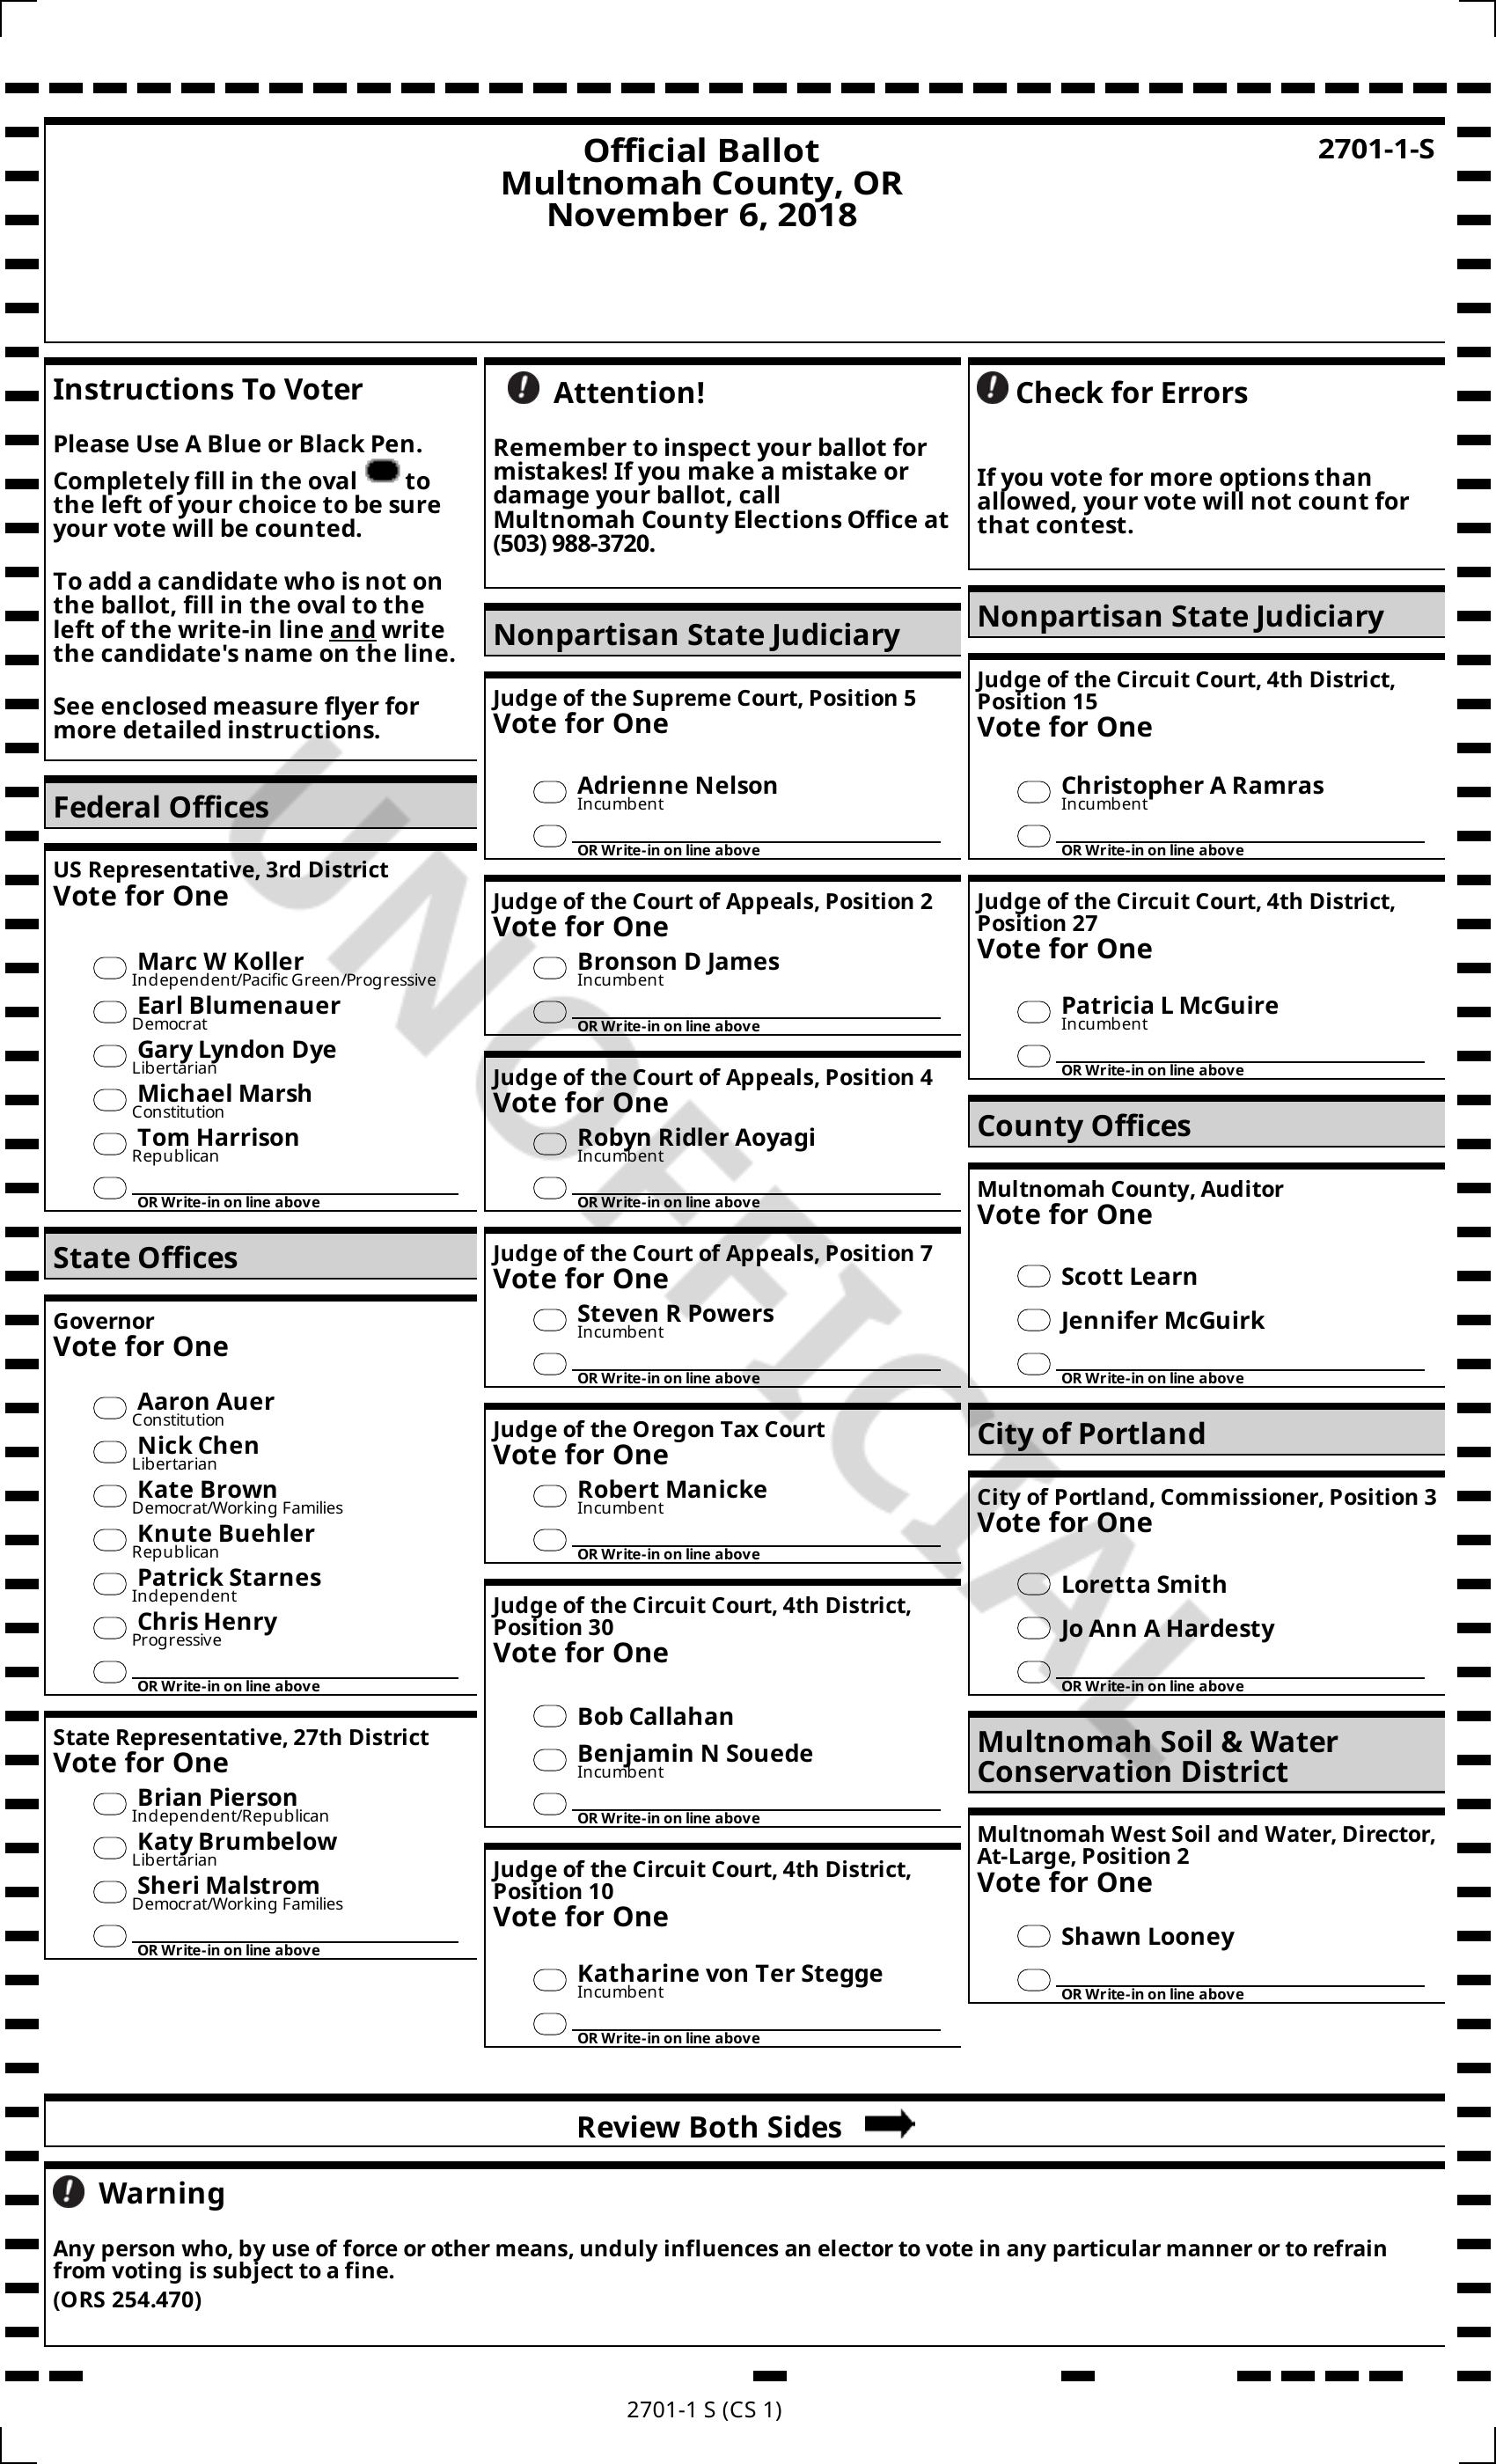 Official Ballot
Multnomah County, OR
November 6, 2018
2701-1-S
Instructions To Voter
Please Use A Blue or Black Pen.
Completely fill in the oval to
the left of your choice to be sure
your vote will be counted.
To add a candidate who is not on
the ballot, fill in the oval to the
left of the write-in line and write
the candidate's name on the line.
See enclosed measure flyer for
more detailed instructions.
Federal Offices
US Representative, 3rd District
Vote for One
Marc W Koller
Independent/Pacific Green/Progressive
Earl Blumenauer
Democrat
Gary Lyndon Dye
Libertarian
Michael Marsh
Constitution
Tom Harrison
Republican
OR Write-in on line above
State Offices
Governor
Vote for One
Aaron Auer
Constitution
Nick Chen
Libertarian
Kate Brown
Democrat/Working Families
Knute Buehler
Republican
Patrick Starnes
Independent
Chris Henry
Progressive
OR Write-in on line above
State Representative, 27th District
Vote for One
Brian Pierson
Independent/Republican
Katy Brumbelow
Libertarian
Sheri Malstrom
Democrat/Working Families
OR Write-in on line above
! Attention!
Remember to inspect your ballot for
mistakes! If you make a mistake or
damage your ballot, call
Multnomah County Elections Office at
(503) 988-3720.
Nonpartisan State Judiciary
Judge of the Supreme Court, Position 5
Vote for One
Adrienne Nelson
Incumbent
OR Write-in on line above
Judge of the Court of Appeals, Position 2
Vote for One
Bronson D James
Incumbent
OR Write-in on line above
Judge of the Court of Appeals, Position 4
Vote for One
Robyn Ridler Aoyagi
Incumbent
OR Write-in on line above
Judge of the Court of Appeals, Position 7
Vote for One
Steven R Powers
Incumbent
OR Write-in on line above
Judge of the Oregon Tax Court
Vote for One
Robert Manicke
Incumbent
OR Write-in on line above
Judge of the Circuit Court, 4th District,
Position 30
Vote for One
Bob Callahan
Benjamin N Souede
Incumbent
OR Write-in on line above
Judge of the Circuit Court, 4th District,
Position 10
Vote for One
Katharine von Ter Stegge
Incumbent
OR Write-in on line above
! Check for Errors
If you vote for more options than
allowed, your vote will not count for
that contest.
Nonpartisan State Judiciary
Judge of the Circuit Court, 4th District,
Position 15
Vote for One
Christopher A Ramras
Incumbent
OR Write-in on line above
Judge of the Circuit Court, 4th District,
Position 27
Vote for One
Patricia L McGuire
Incumbent
OR Write-in on line above
County Offices
Multnomah County, Auditor
Vote for One
Scott Learn
Jennifer McGuirk
OR Write-in on line above
City of Portland
City of Portland, Commissioner, Position 3
Vote for One
Loretta Smith
Jo Ann A Hardesty
OR Write-in on line above
Multnomah Soil & Water
Conservation District
Multnomah West Soil and Water, Director,
At-Large, Position 2
Vote for One
Shawn Looney
OR Write-in on line above
UNOFFICIAL
Review Both Sides
! Warning
Any person who, by use of force or other means, unduly influences an elector to vote in any particular manner or to refrain
from voting is subject to a fine.
(ORS 254.470)
2701-1 S (CS 1)